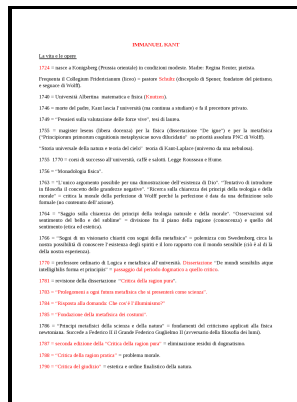 IMMANUEL KANT
La vita e le opere
1724 = nasce a Konigsberg (Prussia orientale) in condizioni modeste. Madre: Regina Reuter, pietista.
Frequenta il Collegium Fridericianum (liceo) = pastore Schultz (discepolo di Spener, fondatore del pietismo,
e seguace di Wolff).
1740 = Università Albertina: matematica e fisica (Knutzen).
1746 = morte del padre. Kant lascia l'università (ma continua a studiare) e fa il precettore privato.
1749 = "Pensieri sulla valutazione delle forze vive", tesi di laurea.
1755 = magister legens (libera docenza) per la fisica (dissertazione "De igne") e per la metafisica
("Principiorum primorum cognitionis metaphysicae nova dilucidatio" no priorità assoluta PNC di Wolff).
"Storia universale della natura e teoria del cielo" teoria di Kant-Laplace (universo da una nebulosa).
1755 1770 = corsi di successo all'università, caffè e salotti. Legge Rousseau e Hume.
1756 = "Monadologia fisica".
1763 = "L'unico argomento possibile per una dimostrazione dell'esistenza di Dio". "Tentativo di introdurre
in filosofia il concetto delle grandezze negative". "Ricerca sulla chiarezza dei principi della teologia e della
morale" = critica la monade della perfezione di Wolff perché la perfezione è data da una definizione solo
formale (no contenuto dell'azione).
1764 = "Saggio sulla chiarezza dei principi della teologia naturale e della morale". "Osservazioni sul
sentimento del bello e del sublime" = divisione fra il piano della ragione (conoscenza) e quello del
sentimento (etica ed estetica).
1766 = "Sogni di un visionario chiariti con sogni della metafisica" = polemica con Swedenborg circa la
nostra possibilità di conoscere l'esistenza degli spiriti e il loro rapporto con il mondo sensibile (ciò è al di là
della nostra esperienza).
1770 = professore ordinario di Logica e metafisica all'università. Dissertazione "De mundi sensibilis atque
intelligibilis forma et principiis" = passaggio dal periodo dogmatico a quello critico.
1781 = revisione della dissertazione "Critica della ragion pura".
1783 = "Prolegomeni a ogni futura metafisica che si presenterà come scienza".
1784 = "Risposta alla domanda: Che cos'è l'illuminismo?"
1785 = "Fondazione della metafisica dei costumi".
1786 = "Principi metafisici della scienza e della natura" = fondamenti del criticismo applicati alla fisica
newtoniana. Succede a Federico II il Grande Federico Guglielmo II (avversario della filosofia dei lumi).
1787 = seconda edizione della "Critica della ragion pura" = eliminazione residui di dogmatismo.
1788 = "Critica della ragion pratica" = problema morale.
1790 = "Critica del giudizio" = estetica e ordine finalistico della natura.